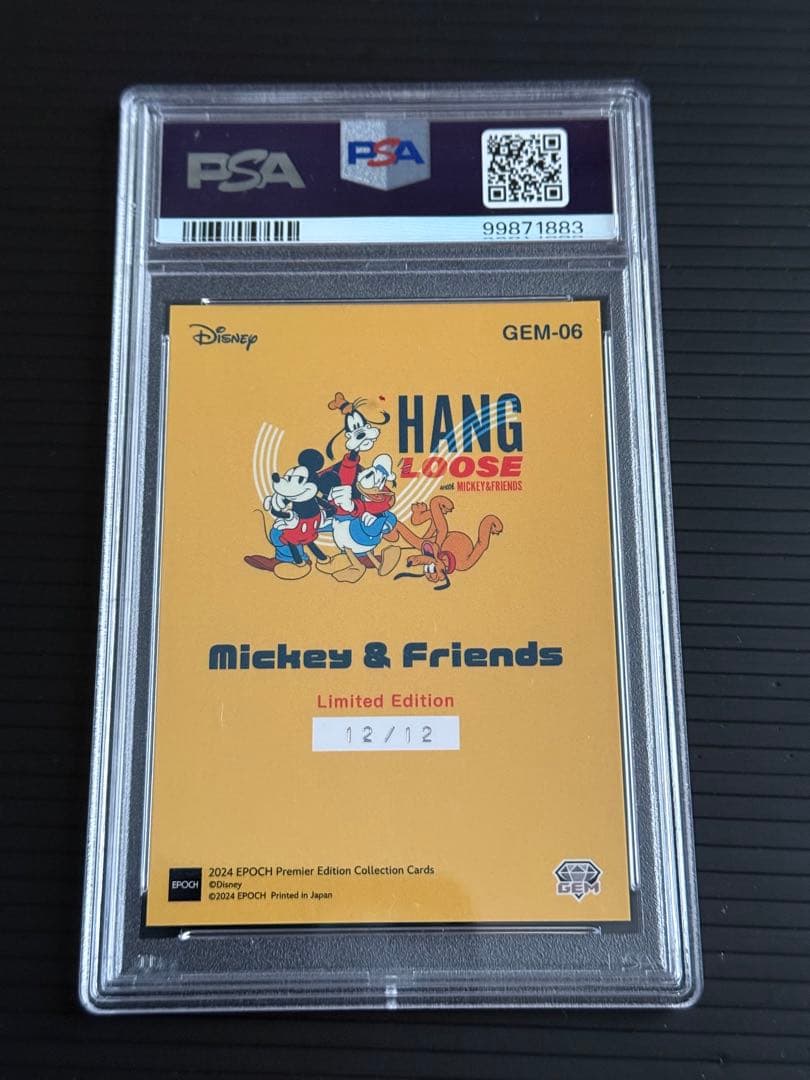 PSA
PSA
99871883
Disney
GEM-06
HANG
LOOSE
with MICKEY&FRIENDS
Mickey & Friends
Limited Edition
12/12
EPOCH
2024 EPOCH Premier Edition Collection Cards
©Disney
©2024 EPOCH Printed in Japan
GEM